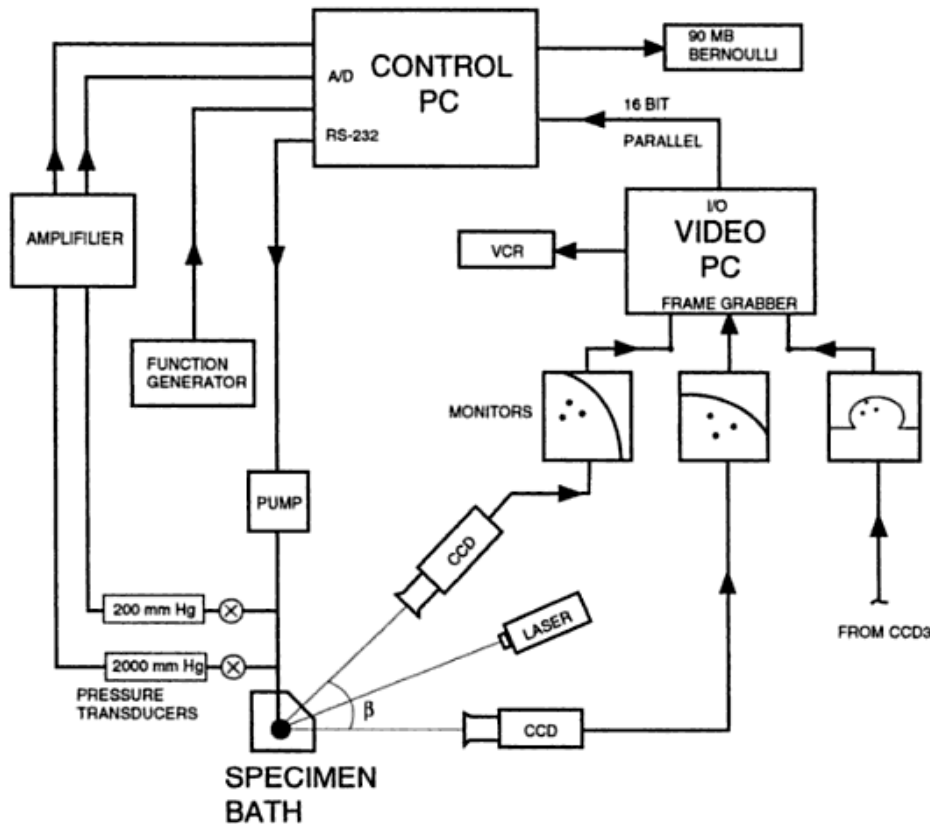 90 MB
BERNOULLI
CONTROL
PC
A/D
RS-232
16 BIT
PARALLEL
AMPLIFILIER
I/O
VIDEO
PC
FRAME GRABBER
VCR
FUNCTION
GENERATOR
MONITORS
PUMP
CCD
LASER
FROM CCD3
200 mm Hg
2000 mm Hg
PRESSURE
TRANSDUCERS
β
CCD
SPECIMEN
BATH